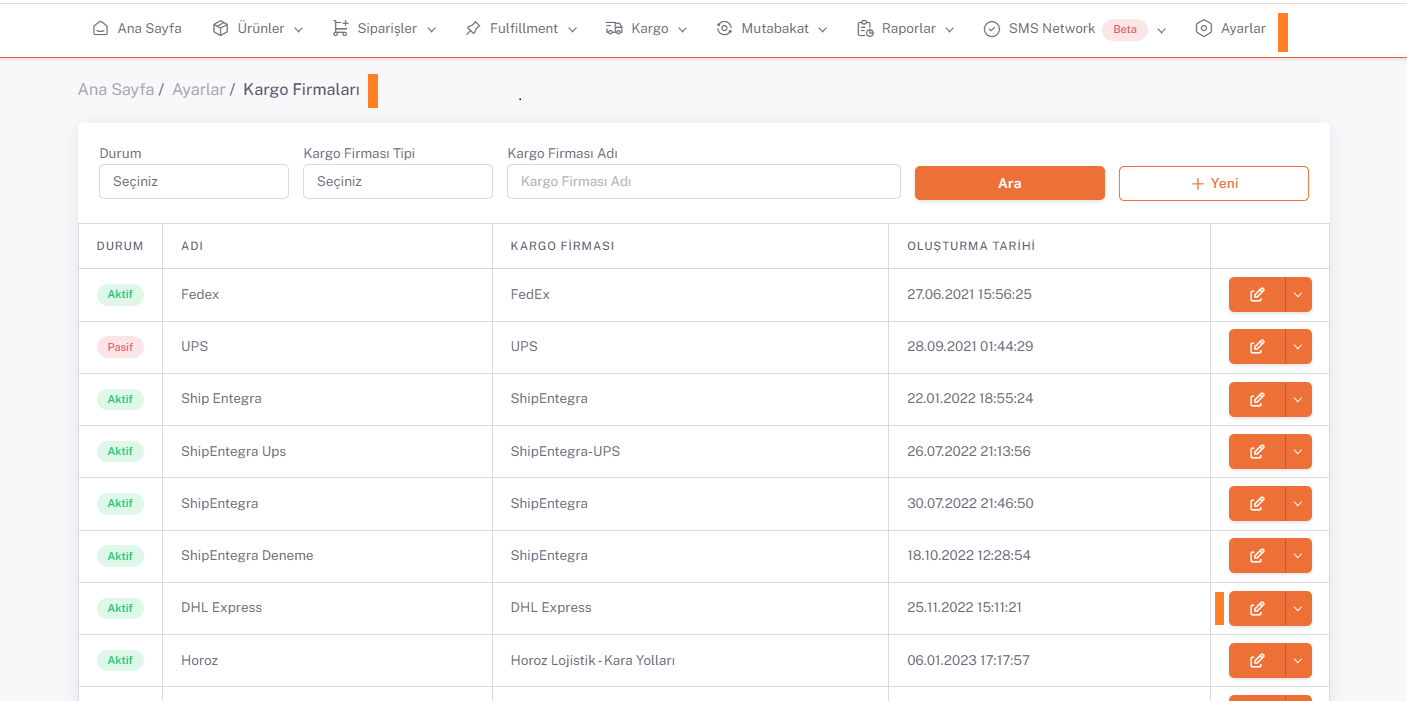 Ana Sayfa Ürünler Siparişler Fulfillment Kargo Mutabakat Raporlar SMS Network Beta Ayarlar
Ana Sayfa / Ayarlar / Kargo Firmaları
Durum Kargo Firması Tipi Kargo Firması Adı
Seçiniz Seçiniz Kargo Firması Adı Ara + Yeni
DURUM ADI KARGO FİRMASI OLUŞTURMA TARİHİ
Aktif Fedex FedEx 27.06.2021 15:56:25
Pasif UPS UPS 28.09.2021 01:44:29
Aktif Ship Entegra ShipEntegra 22.01.2022 18:55:24
Aktif ShipEntegra Ups ShipEntegra-UPS 26.07.2022 21:13:56
Aktif ShipEntegra ShipEntegra 30.07.2022 21:46:50
Aktif ShipEntegra Deneme ShipEntegra 18.10.2022 12:28:54
Aktif DHL Express DHL Express 25.11.2022 15:11:21
Aktif Horoz Horoz Lojistik - Kara Yolları 06.01.2023 17:17:57